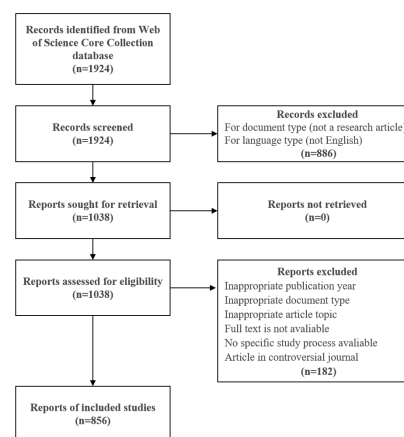 Records identified from Web
of Science Core Collection
database
(n=1924)
Records screened
(n=1924)
Records excluded
For document type (not a research article)
For language type (not English)
(n=886)
Reports sought for retrieval
(n=1038)
Reports not retrieved
(n=0)
Reports assessed for eligibility
(n=1038)
Reports excluded
Inappropriate publication year
Inappropriate document type
Inappropriate article topic
Full text is not avaliable
No specific study process avaliable
Article in controversial journal
(n=182)
Reports of included studies
(n=856)